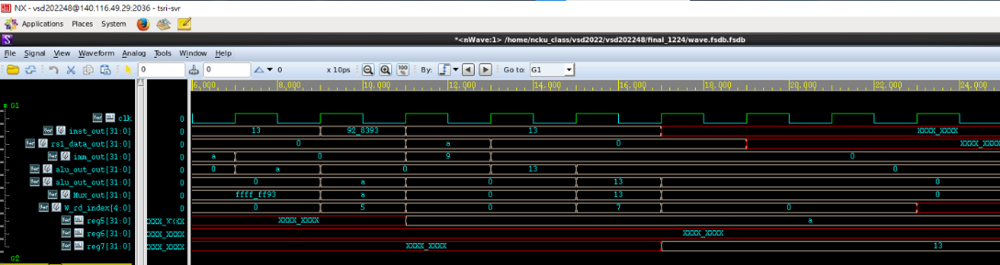 NX - vsd202248@140.116.49.29:2036 - tsri-svr
Applications Places System
*<nWave:1> /home/ncku_class/vsd2022/vsd202248/final_1224/wave.fsdb.fsdb
File Signal View Waveform Analog Tools Window Help
0 0 0 x 10ps 100 % By: Go to: G1
6,000 8,000 10,000 12,000 14,000 16,000 18,000 20,000 22,000 24,000
G1
clk 0
inst_out[31:0] 0 13 92_8393 13 XXXX_XXXX
rs1_data_out[31:0] 0 0 a 0 XXXX_XXXX
imm_out[31:0] 0 a 0 9 0
alu_out_out[31:0] 0 0 a 0 13 0
alu_out_out[31:0] 0 0 a 0 13 0
Mux_out[31:0] 0 ffff_ff93 a 0 13 0
W_rd_index[4:0] 0 0 5 0 7 0
reg5[31:0] XXXX_XXXX XXXX_XXXX a
reg6[31:0] XXXX_XXXX XXXX_XXXX
reg7[31:0] XXXX_XXXX XXXX_XXXX 13
G2